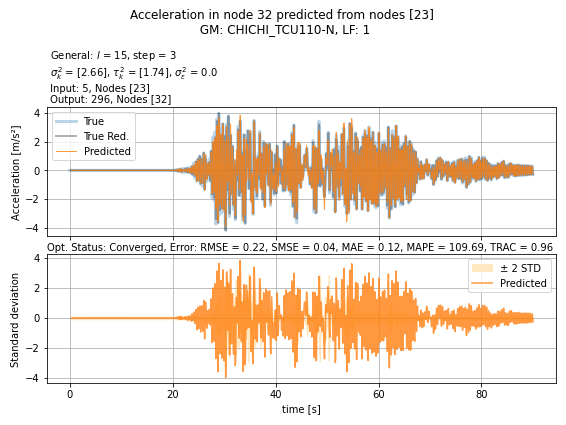 Acceleration in node 32 predicted from nodes [23]
GM: CHICHI_TCU110-N, LF: 1
General: l = 15, step = 3
σ²ₖ = [2.66], τ²ₖ = [1.74], σ²ε = 0.0
Input: 5, Nodes [23]
Output: 296, Nodes [32]
4
2
0
−2
−4
Acceleration [m/s²]
True
True Red.
Predicted
Opt. Status: Converged, Error: RMSE = 0.22, SMSE = 0.04, MAE = 0.12, MAPE = 109.69, TRAC = 0.96
4
2
0
−2
−4
Standard deviation
± 2 STD
Predicted
0 20 40 60 80
time [s]